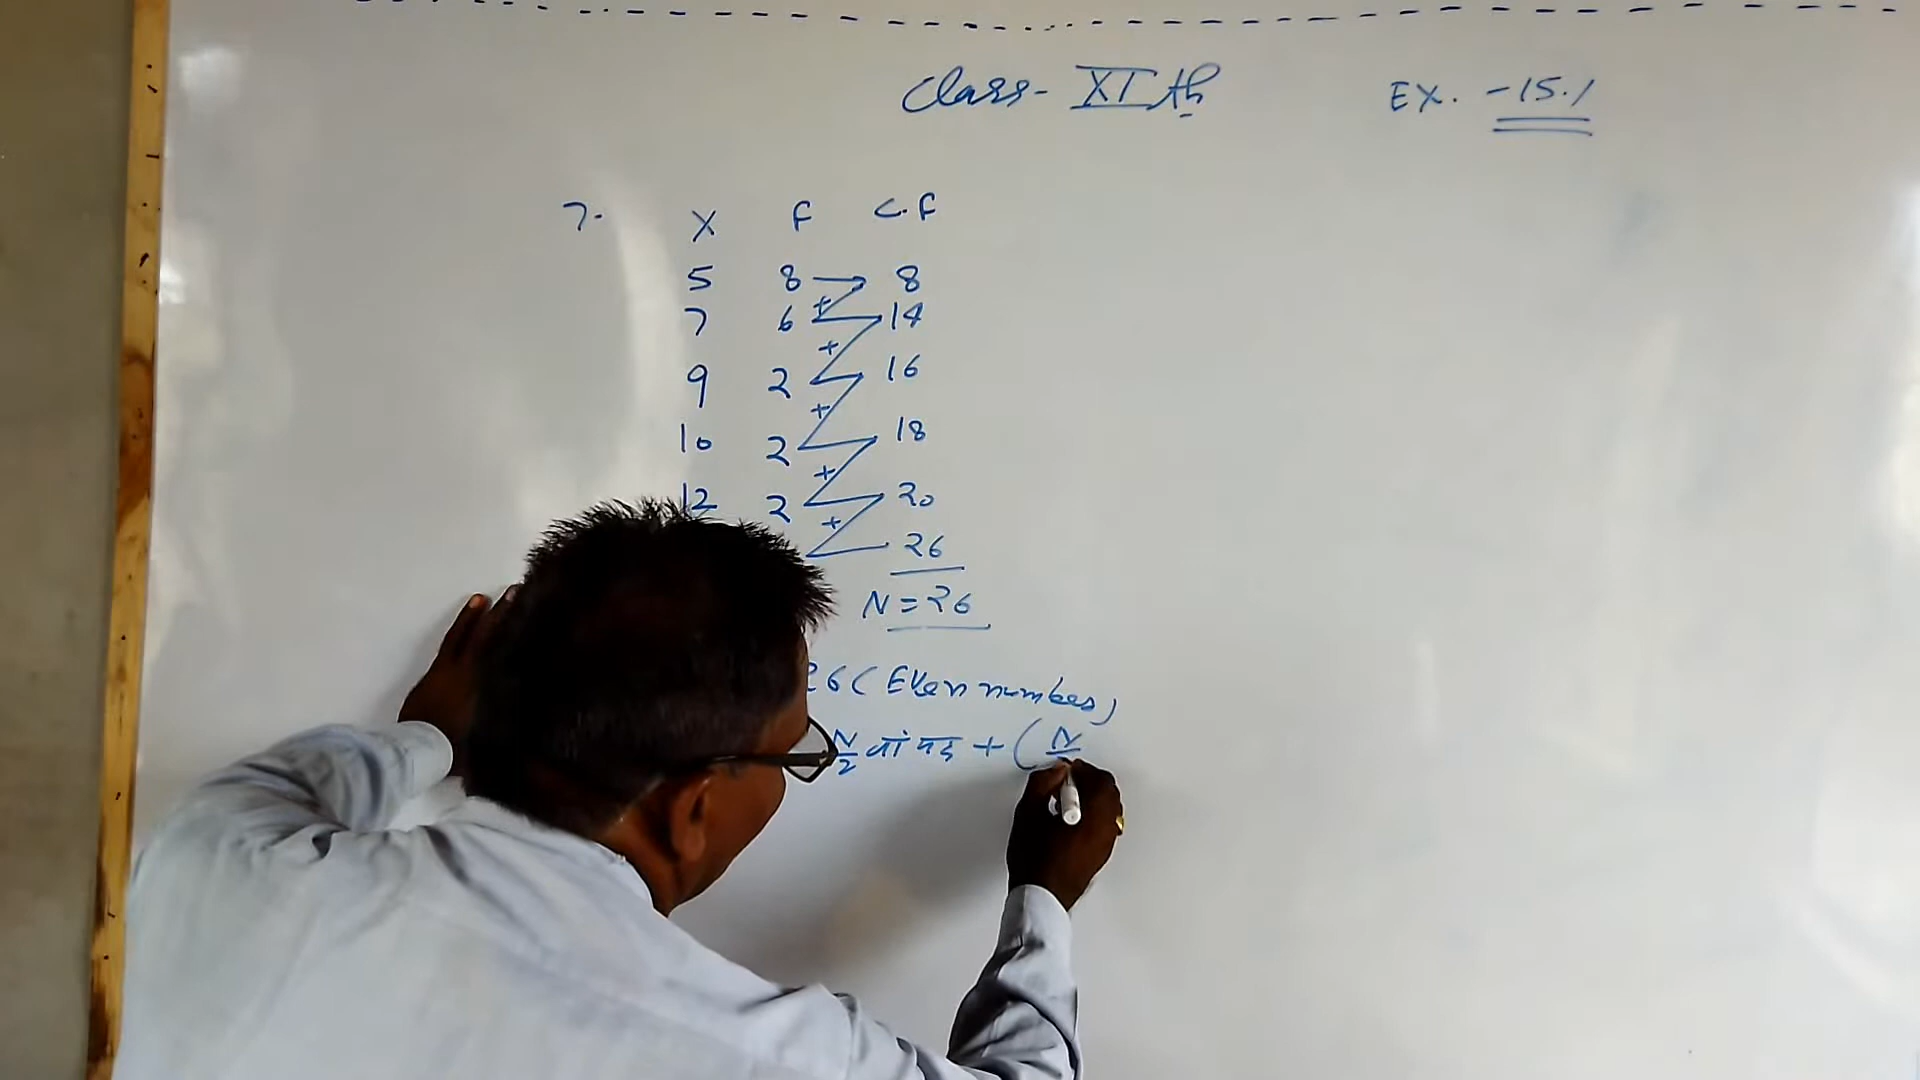 Class- XI th
EX. - 15.1
7. X F C.F
5 8 8
7 6 + 14
9 2 + 16
10 2 + 18
12 2 + 20
+ 26
N = 26
26 ( Even number )
N/2 वां पद + ( N